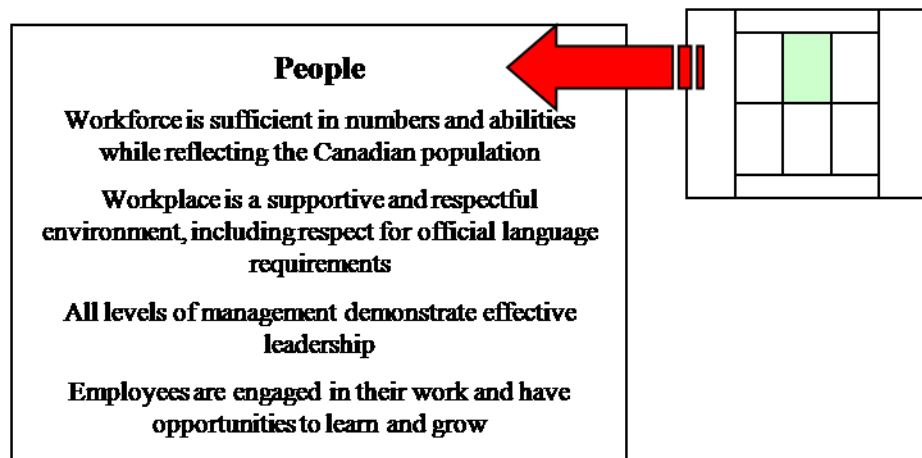 People
Workforce is sufficient in numbers and abilities
while reflecting the Canadian population
Workplace is a supportive and respectful
environment, including respect for official language
requirements
All levels of management demonstrate effective
leadership
Employees are engaged in their work and have
opportunities to learn and grow